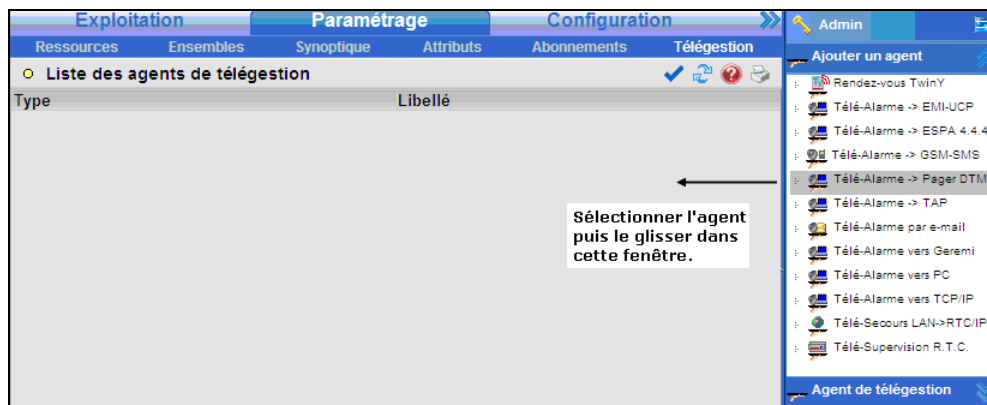 Exploitation Paramétrage Configuration
Ressources Ensembles Synoptique Attributs Abonnements Télégestion
Liste des agents de télégestion
Type Libellé
Sélectionner l'agent
puis le glisser dans
cette fenêtre.
Admin
Ajouter un agent
Rendez-vous TwinY
Télé-Alarme -> EMI-UCP
Télé-Alarme -> ESPA 4.4.4
Télé-Alarme -> GSM-SMS
Télé-Alarme -> Pager DTM
Télé-Alarme -> TAP
Télé-Alarme par e-mail
Télé-Alarme vers Geremi
Télé-Alarme vers PC
Télé-Alarme vers TCP/IP
Télé-Secours LAN->RTC/IP
Télé-Supervision R.T.C.
Agent de télégestion